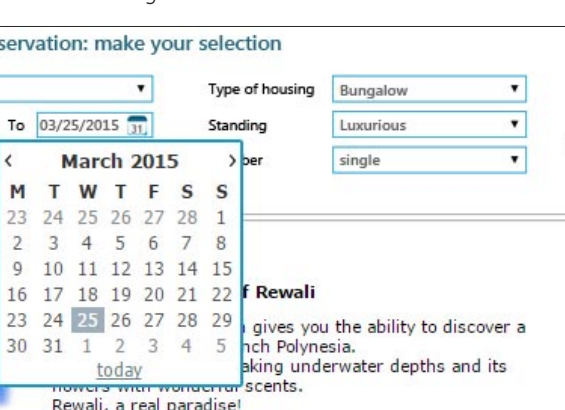 servation: make your selection
Type of housing Bungalow
To 03/25/2015 31 Standing Luxurious
‹ March 2015 › ber single
M T W T F S S
23 24 25 26 27 28 1
2 3 4 5 6 7 8
9 10 11 12 13 14 15
16 17 18 19 20 21 22 f Rewali
23 24 25 26 27 28 29 gives you the ability to discover a
30 31 1 2 3 4 5 nch Polynesia.
today aking underwater depths and its
flowers with wonderful scents.
Rewali, a real paradise!